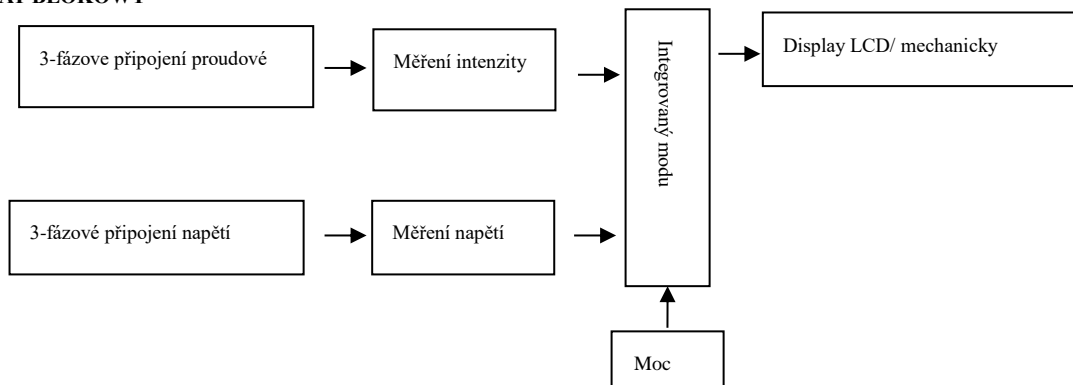 3-fázove připojení proudové
Měření intenzity
Integrovaný modu
Display LCD/ mechanicky
3-fázové připojení napětí
Měření napětí
Moc